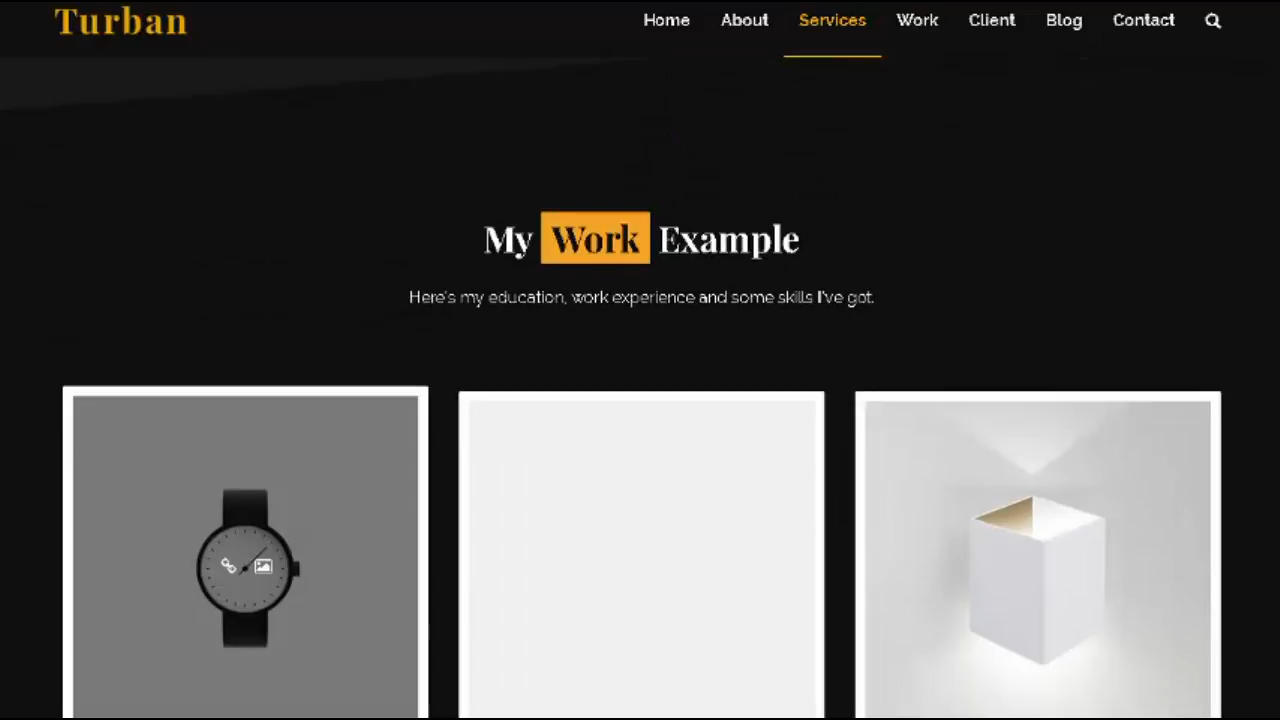 Turban
Home About Services Work Client Blog Contact
My Work Example
Here's my education, work experience and some skills I've got.